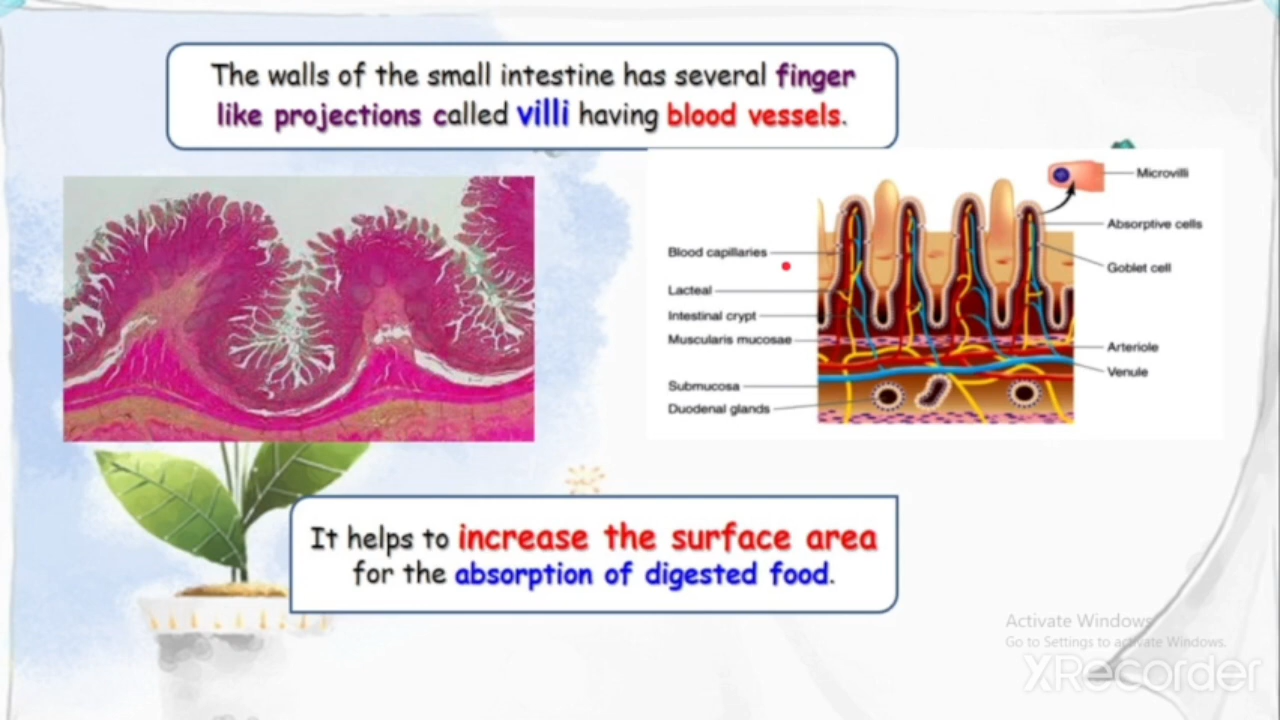 The walls of the small intestine has several finger
like projections called villi having blood vessels.
Microvilli
Absorptive cells
Goblet cell
Arteriole
Venule
Blood capillaries
Lacteal
Intestinal crypt
Muscularis mucosae
Submucosa
Duodenal glands
It helps to increase the surface area
for the absorption of digested food.
Activate Windows
Go to Settings to activate Windows.
XRecorder